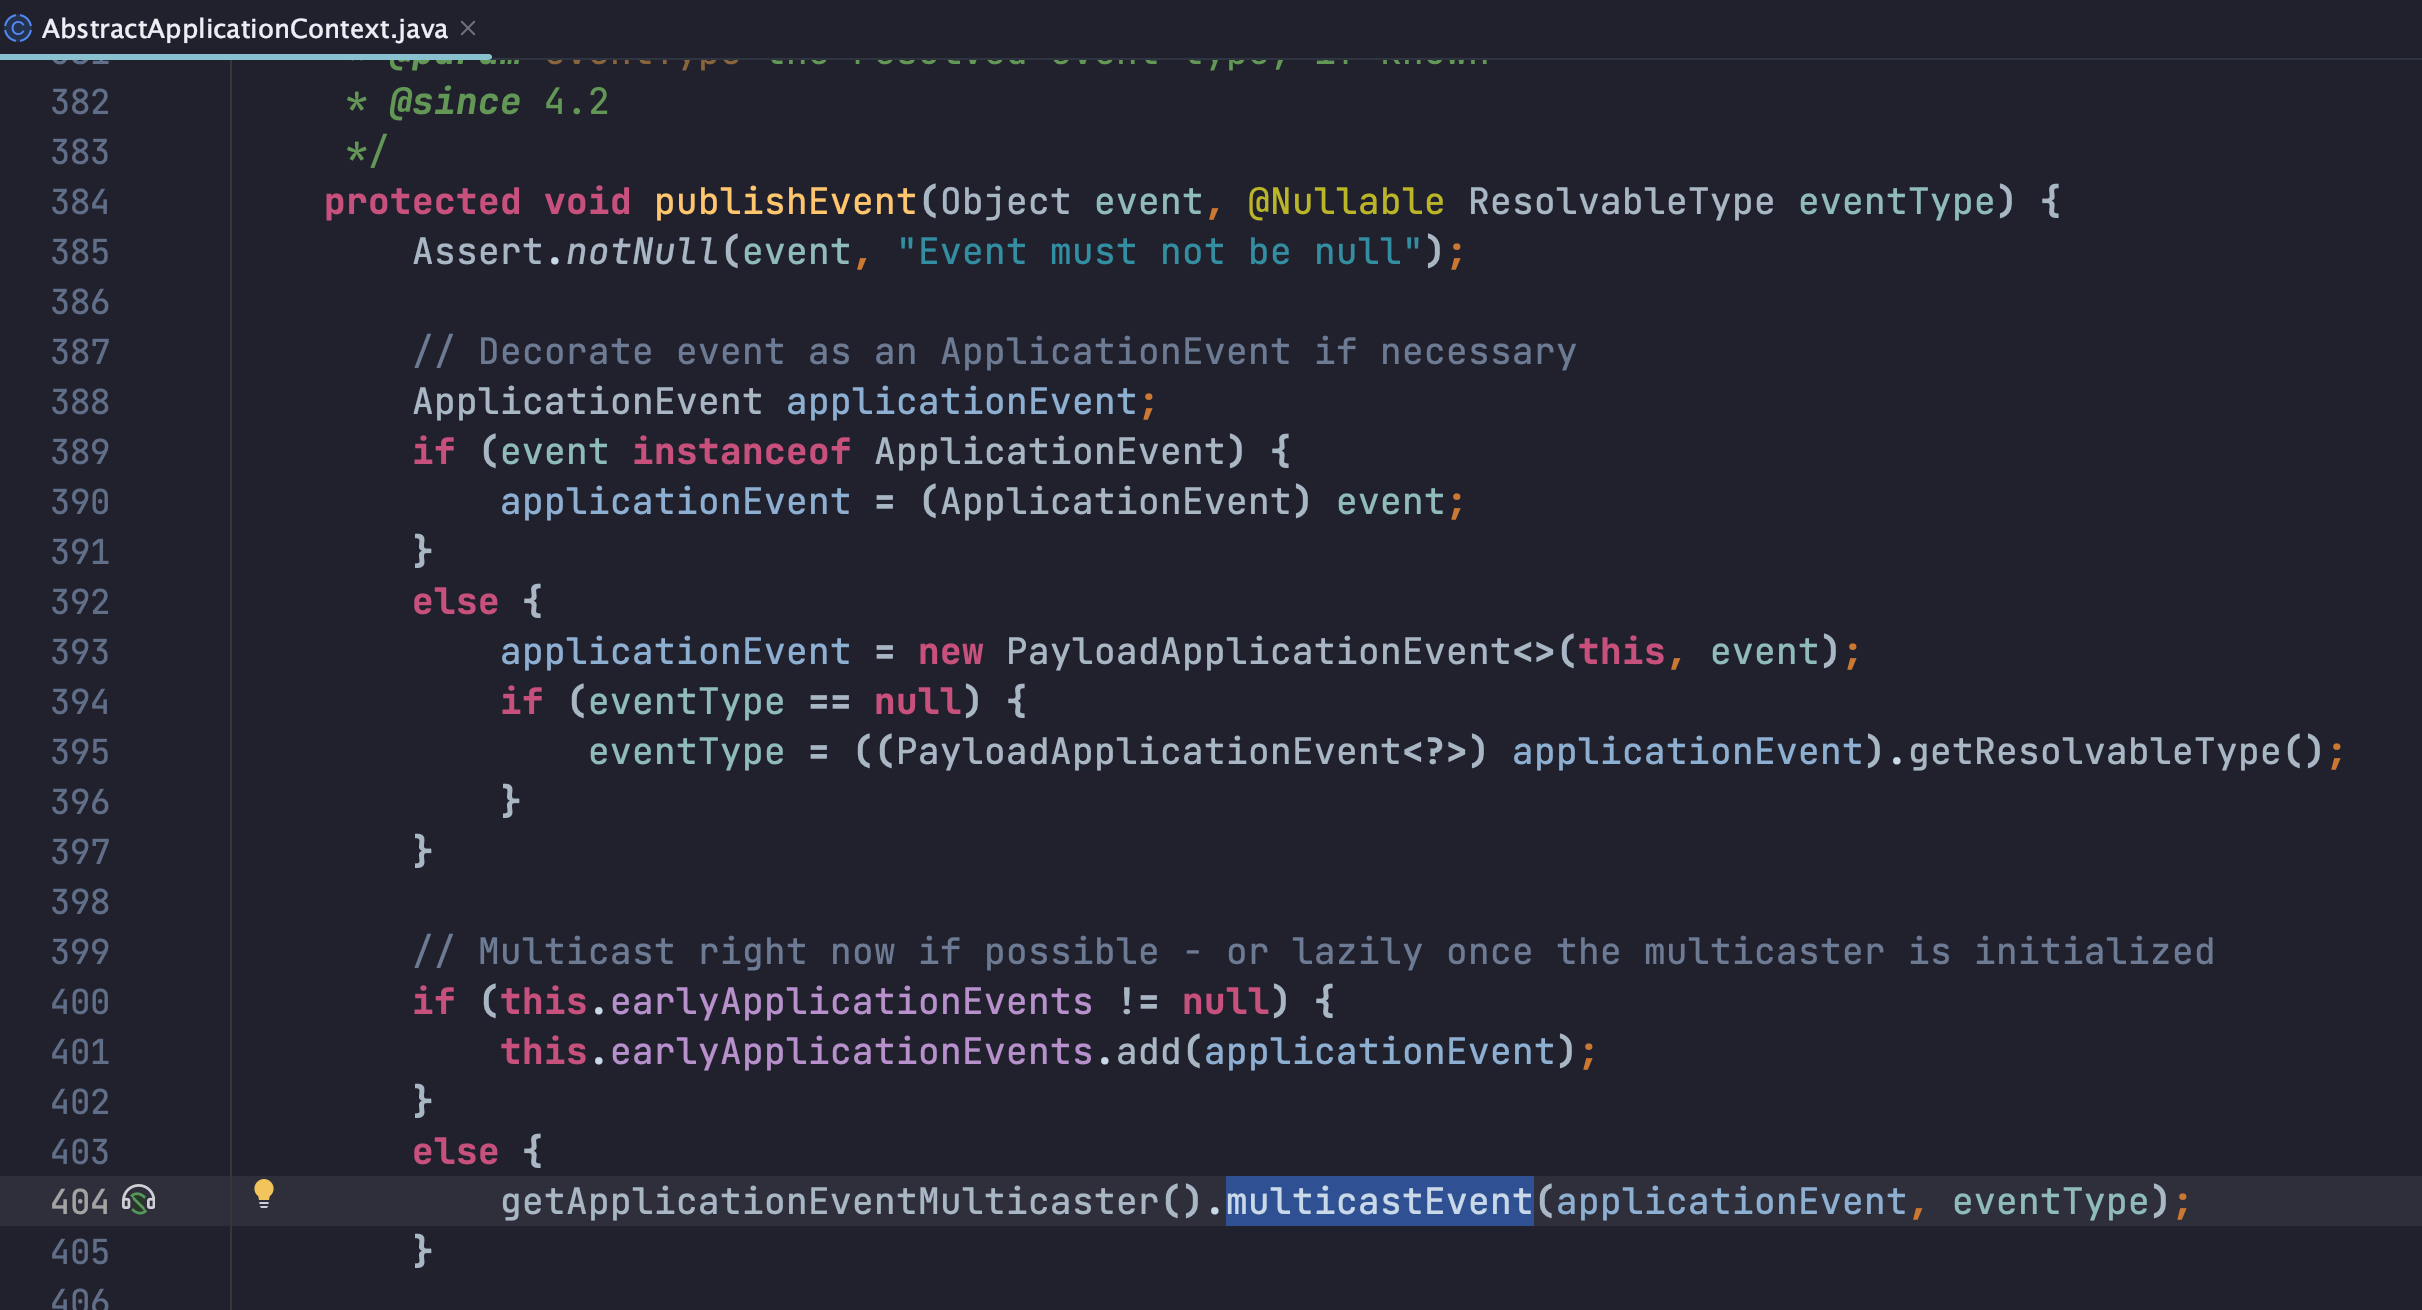 AbstractApplicationContext.java
382 * @since 4.2
383 */
384 protected void publishEvent(Object event, @Nullable ResolvableType eventType) {
385 Assert.notNull(event, "Event must not be null");
386
387 // Decorate event as an ApplicationEvent if necessary
388 ApplicationEvent applicationEvent;
389 if (event instanceof ApplicationEvent) {
390 applicationEvent = (ApplicationEvent) event;
391 }
392 else {
393 applicationEvent = new PayloadApplicationEvent<>(this, event);
394 if (eventType == null) {
395 eventType = ((PayloadApplicationEvent<?>) applicationEvent).getResolvableType();
396 }
397 }
398
399 // Multicast right now if possible - or lazily once the multicaster is initialized
400 if (this.earlyApplicationEvents != null) {
401 this.earlyApplicationEvents.add(applicationEvent);
402 }
403 else {
404 getApplicationEventMulticaster().multicastEvent(applicationEvent, eventType);
405 }
406